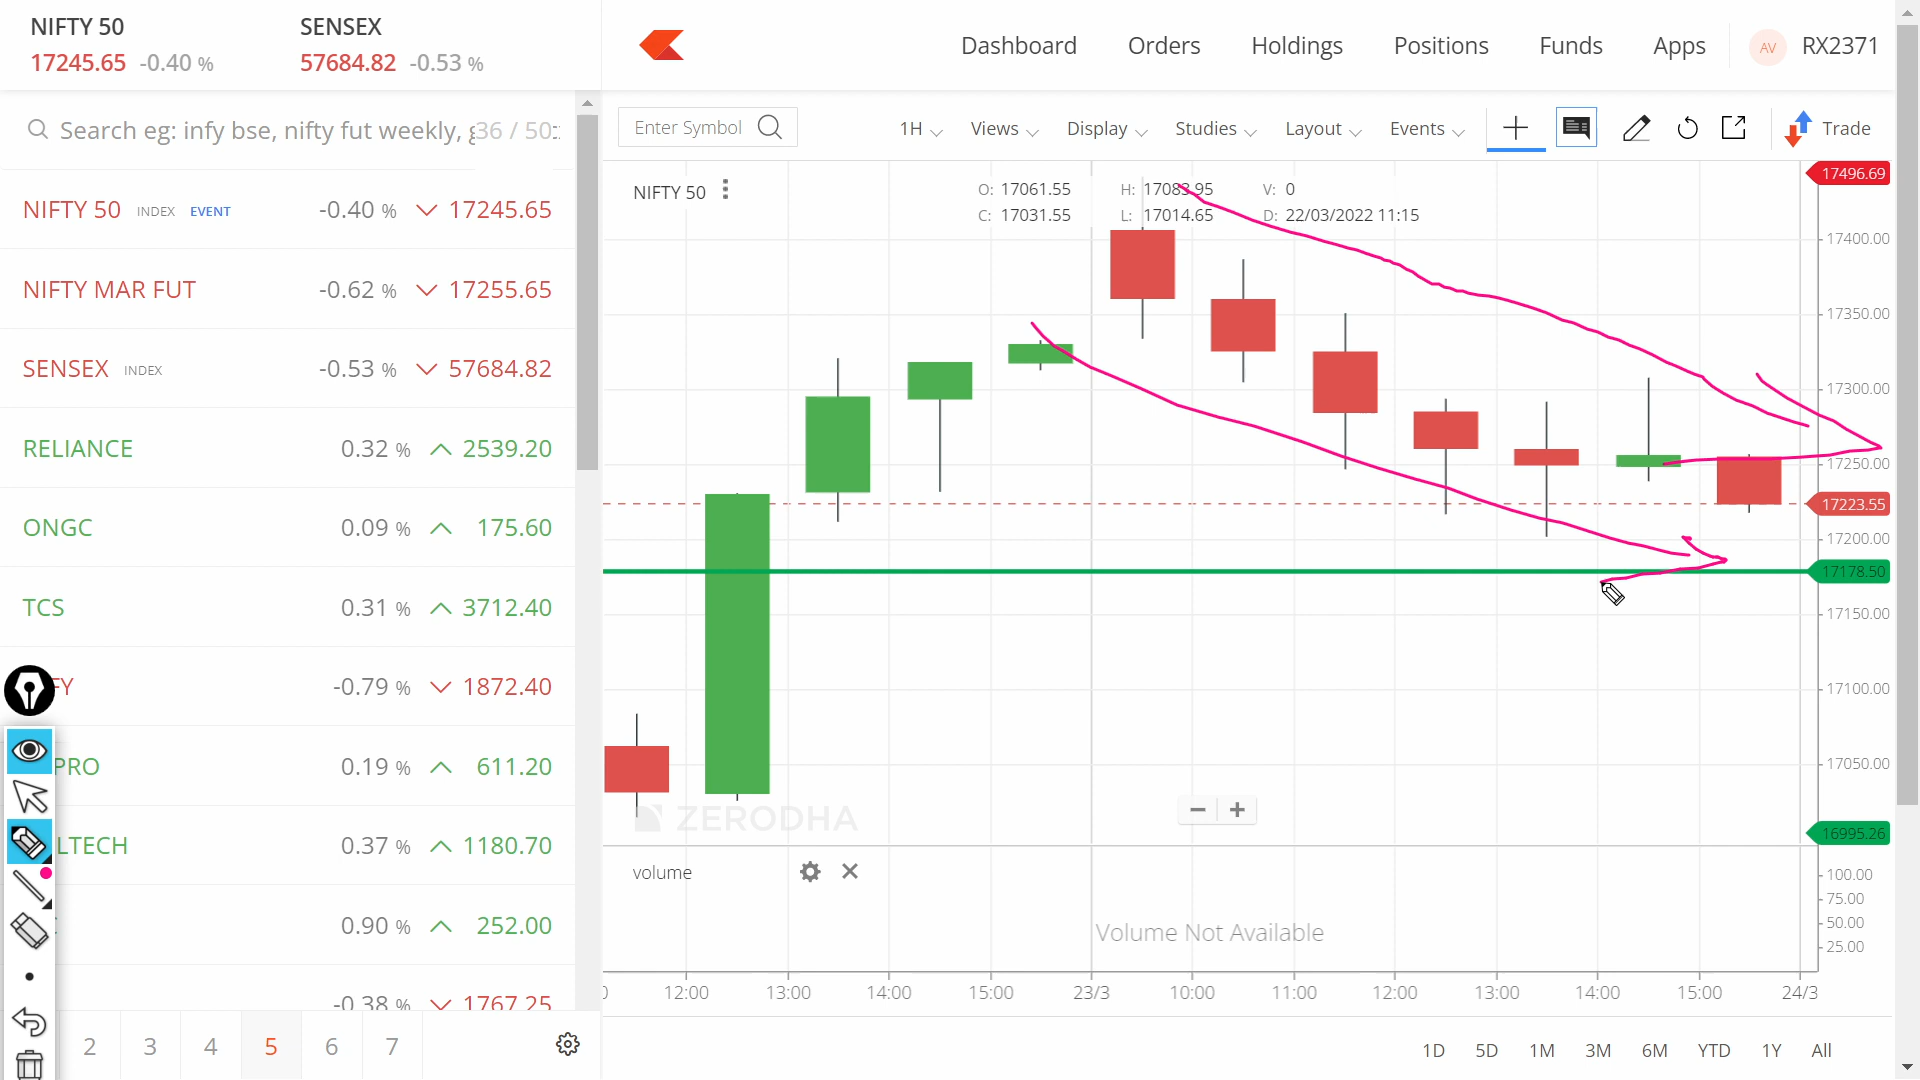 NIFTY 50
17245.65 -0.40 %
SENSEX
57684.82 -0.53 %
Dashboard
Orders
Holdings
Positions
Funds
Apps
AV
RX2371
Search eg: infy bse, nifty fut weekly,
36 / 50
Enter Symbol
1H
Views
Display
Studies
Layout
Events
Trade
NIFTY 50 INDEX EVENT -0.40 % 17245.65
NIFTY MAR FUT -0.62 % 17255.65
SENSEX INDEX -0.53 % 57684.82
RELIANCE 0.32 % 2539.20
ONGC 0.09 % 175.60
TCS 0.31 % 3712.40
FY -0.79 % 1872.40
PRO 0.19 % 611.20
LTECH 0.37 % 1180.70
0.90 % 252.00
-0.38 % 1767.25
2 3 4 5 6 7
NIFTY 50
O: 17061.55 H: 17083.95 V: 0
C: 17031.55 L: 17014.65 D: 22/03/2022 11:15
17496.69
17400.00
17350.00
17300.00
17250.00
17223.55
17200.00
17178.50
17150.00
17100.00
17050.00
16995.26
ZERODHA
volume
Volume Not Available
100.00
75.00
50.00
25.00
12:00 13:00 14:00 15:00 23/3 10:00 11:00 12:00 13:00 14:00 15:00 24/3
1D 5D 1M 3M 6M YTD 1Y All